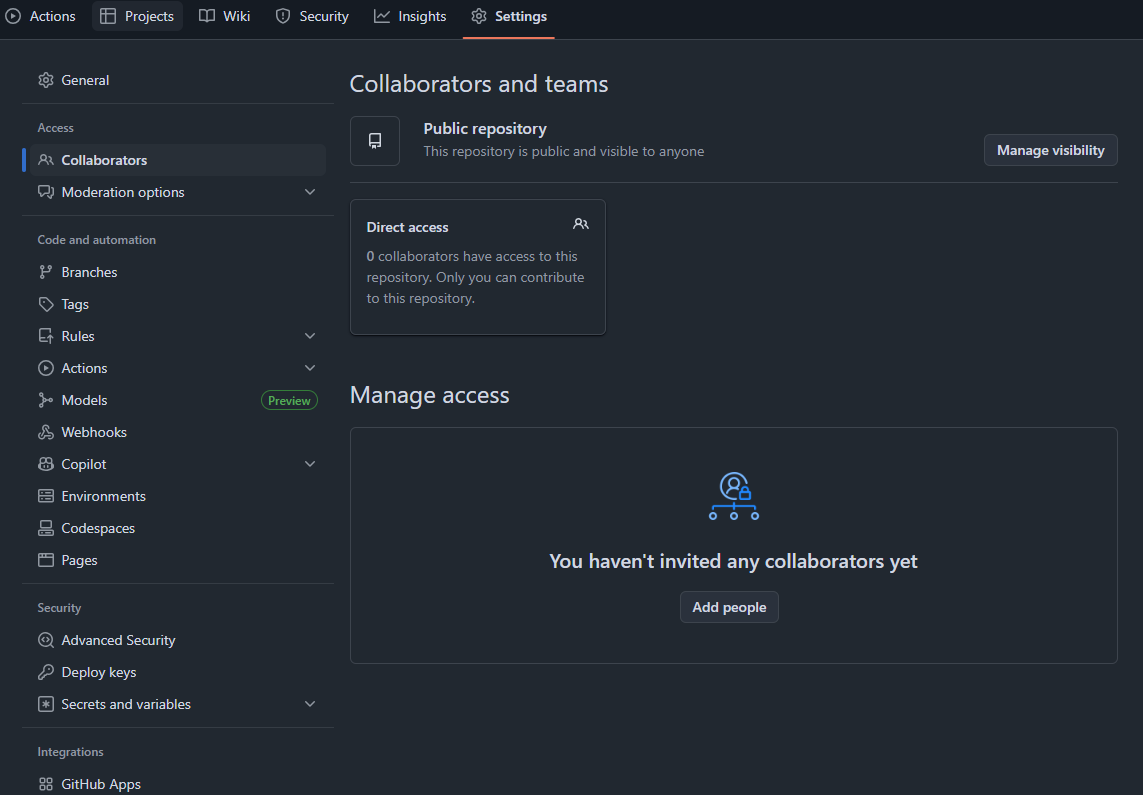 Actions
Projects
Wiki
Security
Insights
Settings
General
Access
Collaborators
Moderation options
Code and automation
Branches
Tags
Rules
Actions
Models
Preview
Webhooks
Copilot
Environments
Codespaces
Pages
Security
Advanced Security
Deploy keys
Secrets and variables
Integrations
GitHub Apps
Collaborators and teams
Public repository
This repository is public and visible to anyone
Manage visibility
Direct access
0 collaborators have access to this
repository. Only you can contribute
to this repository.
Manage access
You haven't invited any collaborators yet
Add people